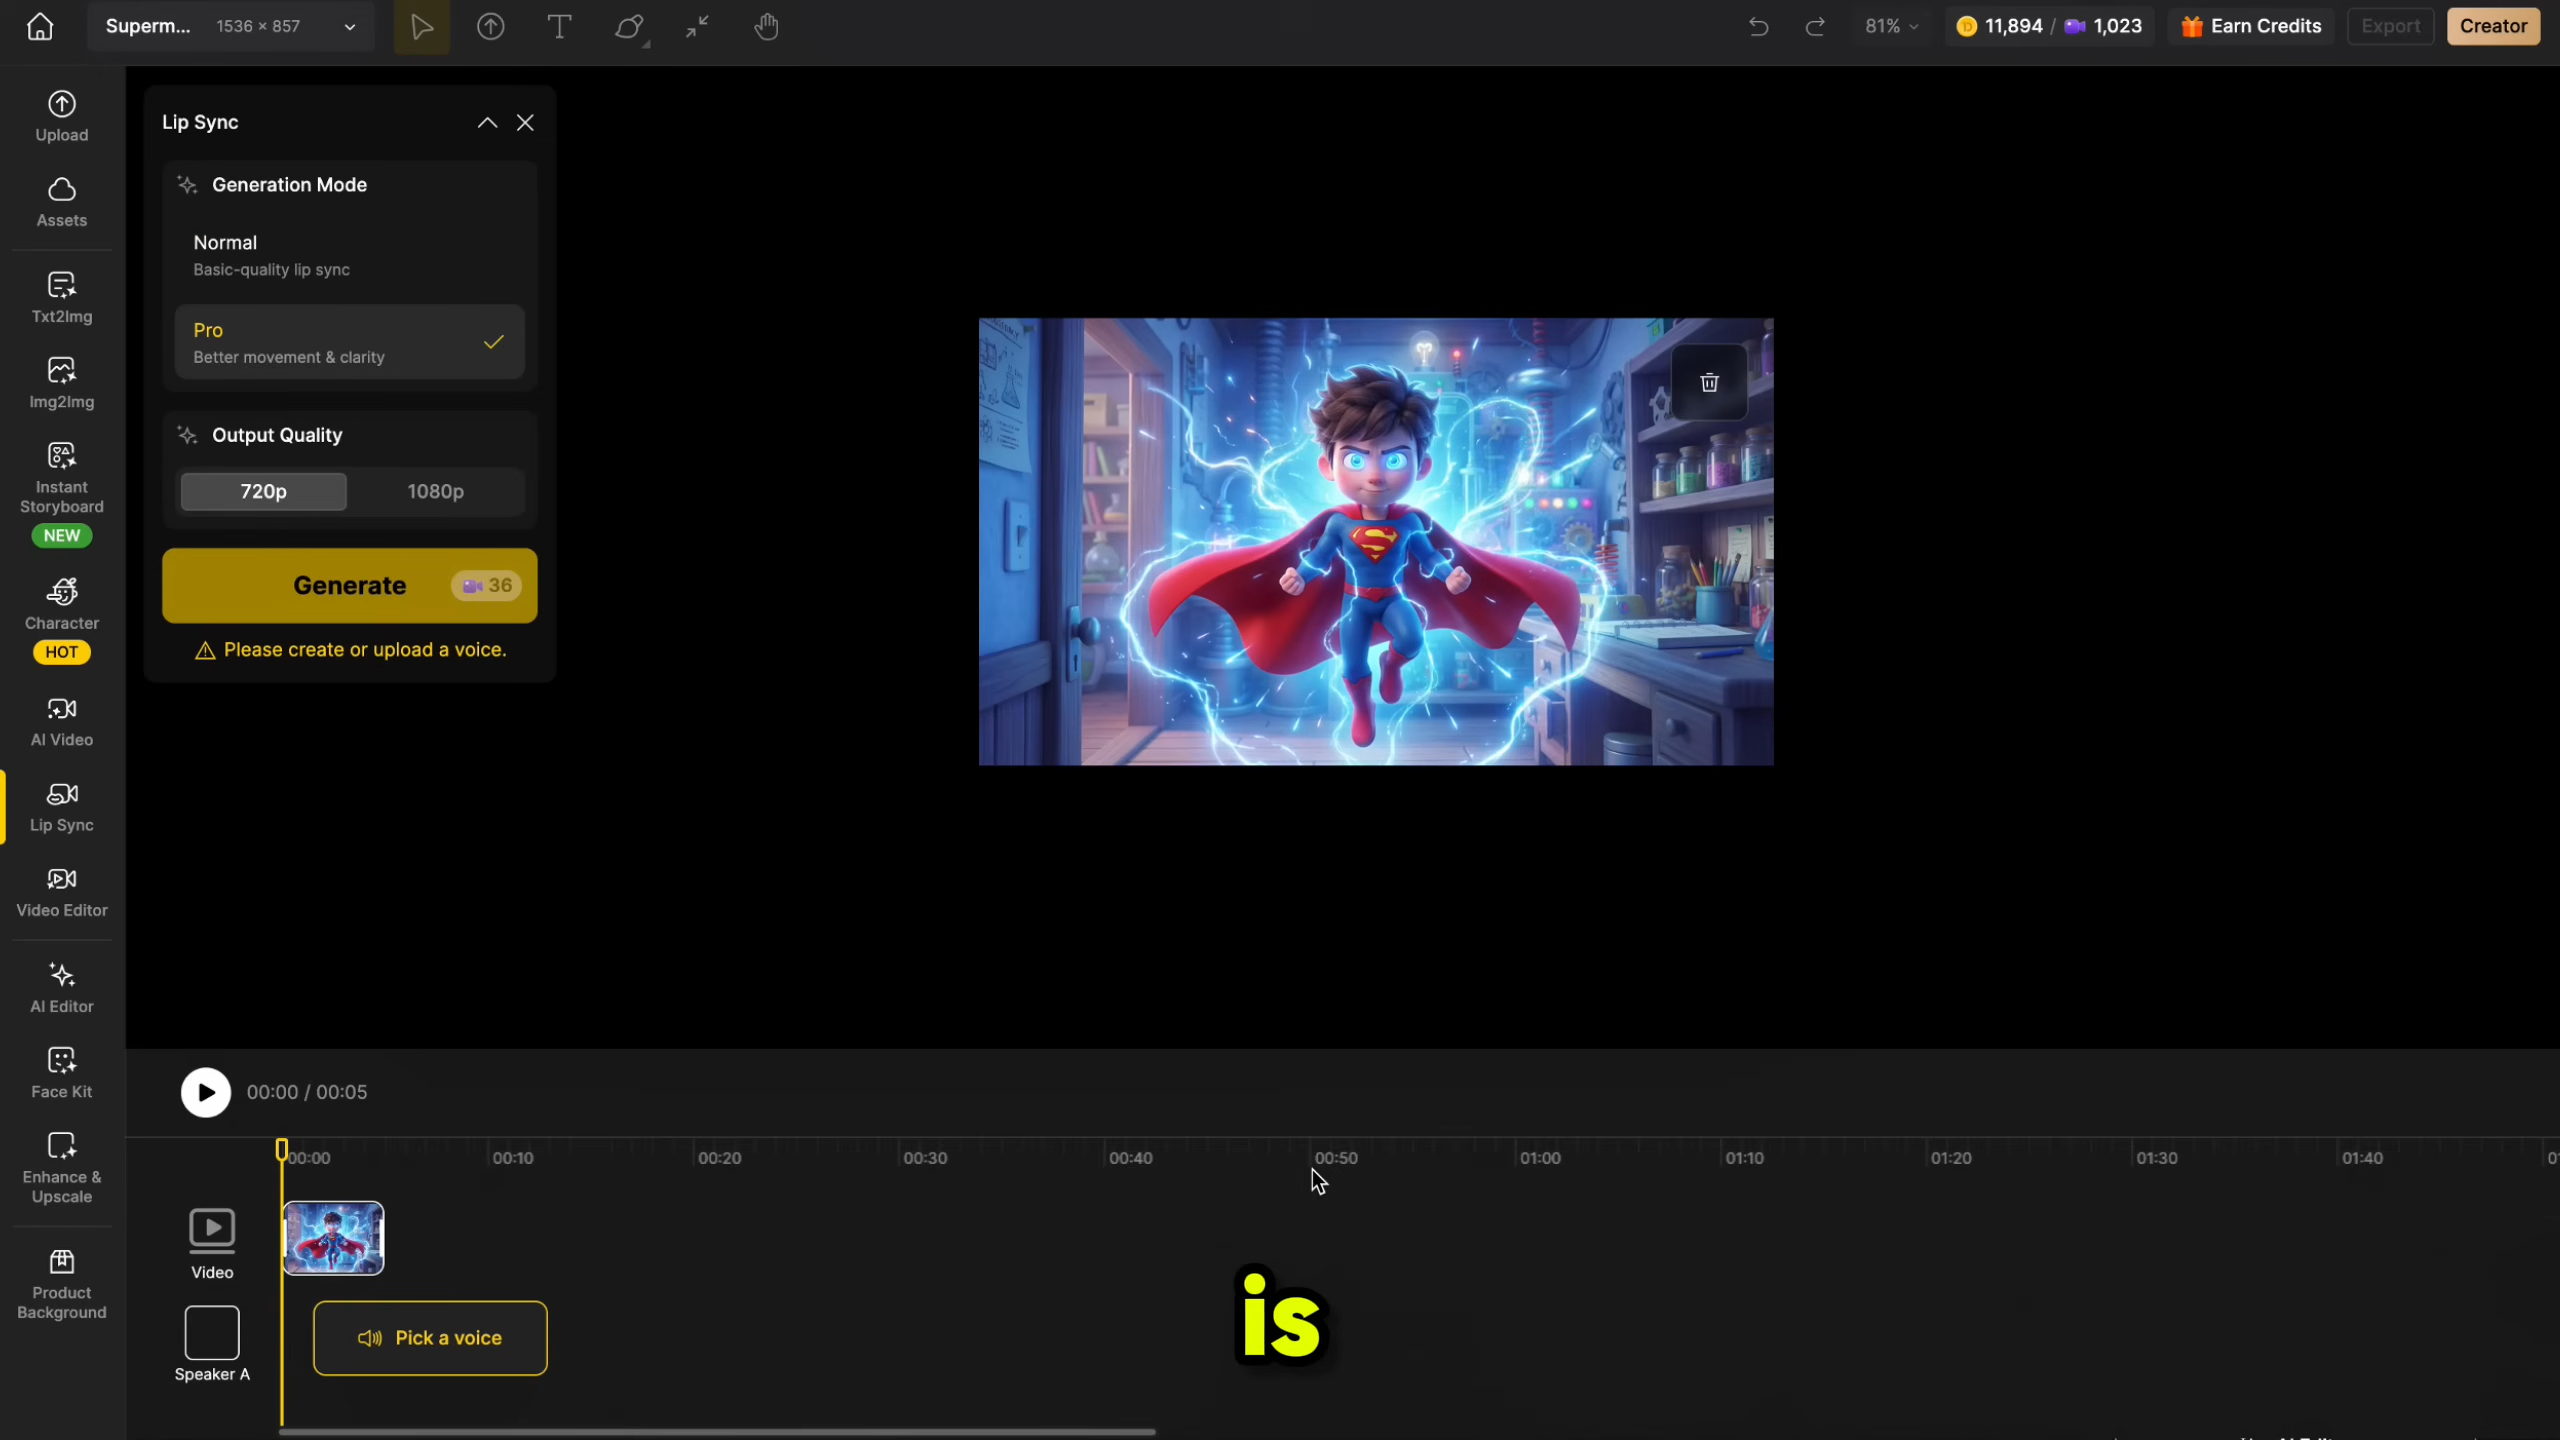 Superm... 1536 × 857
81%
11,894 / 1,023
Earn Credits
Export
Creator
Upload
Assets
Txt2Img
Img2Img
Instant
Storyboard
NEW
Character
HOT
AI Video
Lip Sync
Video Editor
AI Editor
Face Kit
Enhance &
Upscale
Product
Background
Lip Sync
Generation Mode
Normal
Basic-quality lip sync
Pro
Better movement & clarity
Output Quality
720p 1080p
Generate 36
Please create or upload a voice.
00:00 / 00:05
00:00 00:10 00:20 00:30 00:40 00:50 01:00 01:10 01:20 01:30 01:40
Video
Speaker A
Pick a voice
is